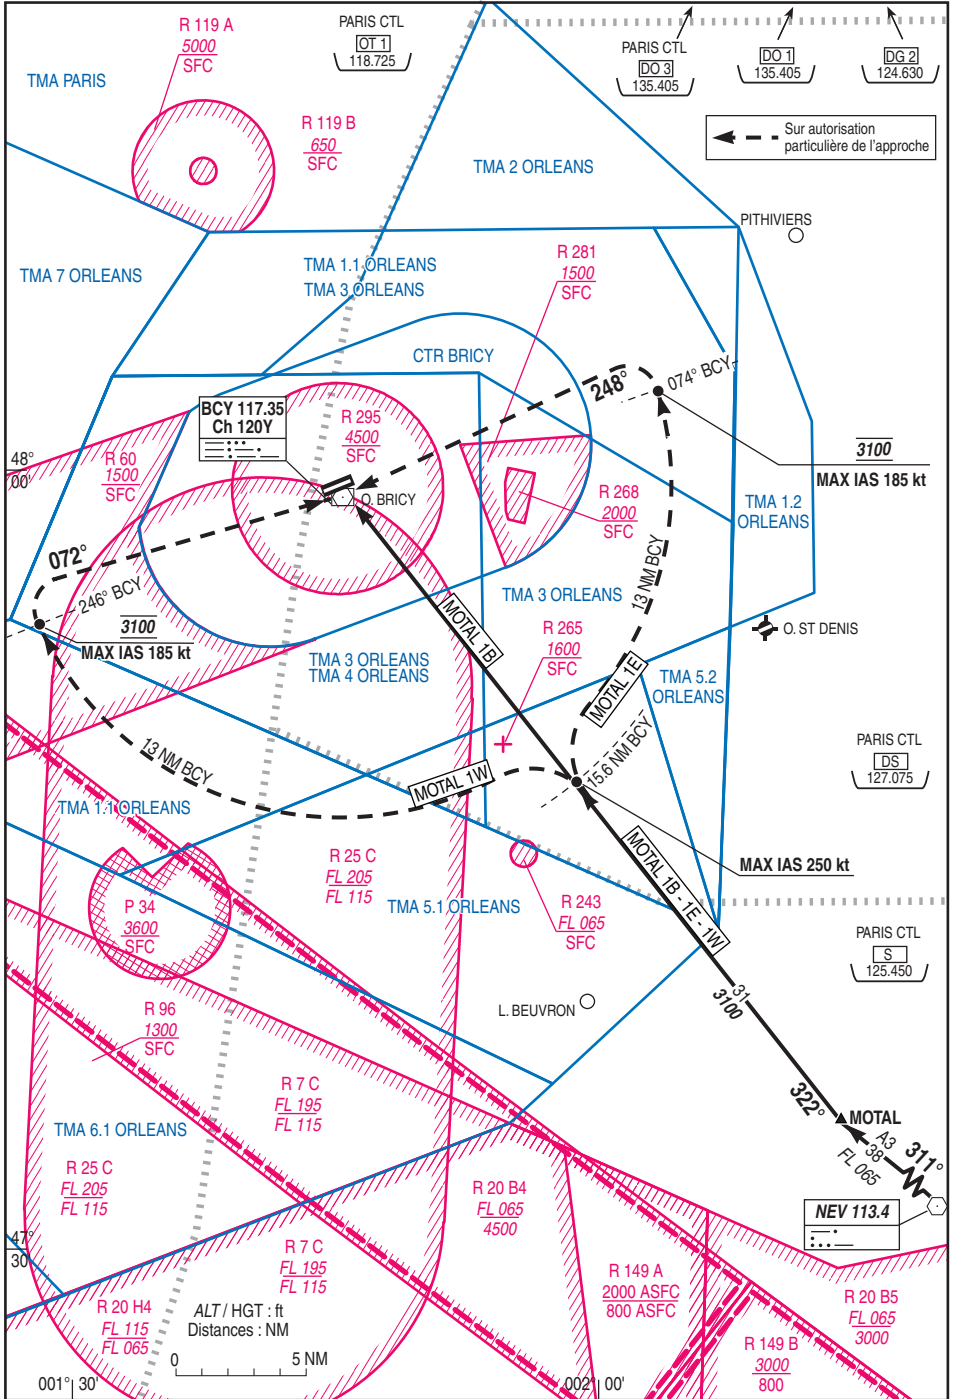 R 119 A
5000
SFC
PARIS CTL
OT 1
118.725
PARIS CTL
DO 3
135.405
DO 1
135.405
DG 2
124.630
TMA PARIS
R 119 B
650
SFC
Sur autorisation
particulière de l'approche
TMA 2 ORLEANS
PITHIVIERS
TMA 7 ORLEANS
TMA 1.1 ORLEANS
TMA 3 ORLEANS
R 281
1500
SFC
CTR BRICY
248°
074° BCY
BCY 117.35
Ch 120Y
R 295
4500
SFC
3100
MAX IAS 185 kt
48°
00'
R 60
1500
SFC
O. BRICY
R 268
2000
SFC
TMA 1.2
ORLEANS
072°
246° BCY
3100
MAX IAS 185 kt
13 NM BCY
TMA 3 ORLEANS
MOTAL 1B
R 265
1600
SFC
O. ST DENIS
TMA 3 ORLEANS
TMA 4 ORLEANS
MOTAL 1E
TMA 5.2
ORLEANS
15.6 NM BCY
13 NM BCY
MOTAL 1W
PARIS CTL
DS
127.075
TMA 1.1 ORLEANS
R 25 C
FL 205
FL 115
MOTAL 1B - 1E - 1W
MAX IAS 250 kt
P 34
3600
SFC
TMA 5.1 ORLEANS
R 243
FL 065
SFC
PARIS CTL
S
125.450
L. BEUVRON
31
3100
R 96
1300
SFC
R 7 C
FL 195
FL 115
322°
MOTAL
A3
38
FL 065
311°
TMA 6.1 ORLEANS
R 25 C
FL 205
FL 115
R 20 B4
FL 065
4500
NEV 113.4
47°
30'
R 7 C
FL 195
FL 115
R 149 A
2000 ASFC
800 ASFC
R 20 B5
FL 065
3000
R 20 H4
FL 115
FL 065
ALT / HGT : ft
Distances : NM
0 5 NM
R 149 B
3000
800
001° 30'
002° 00'